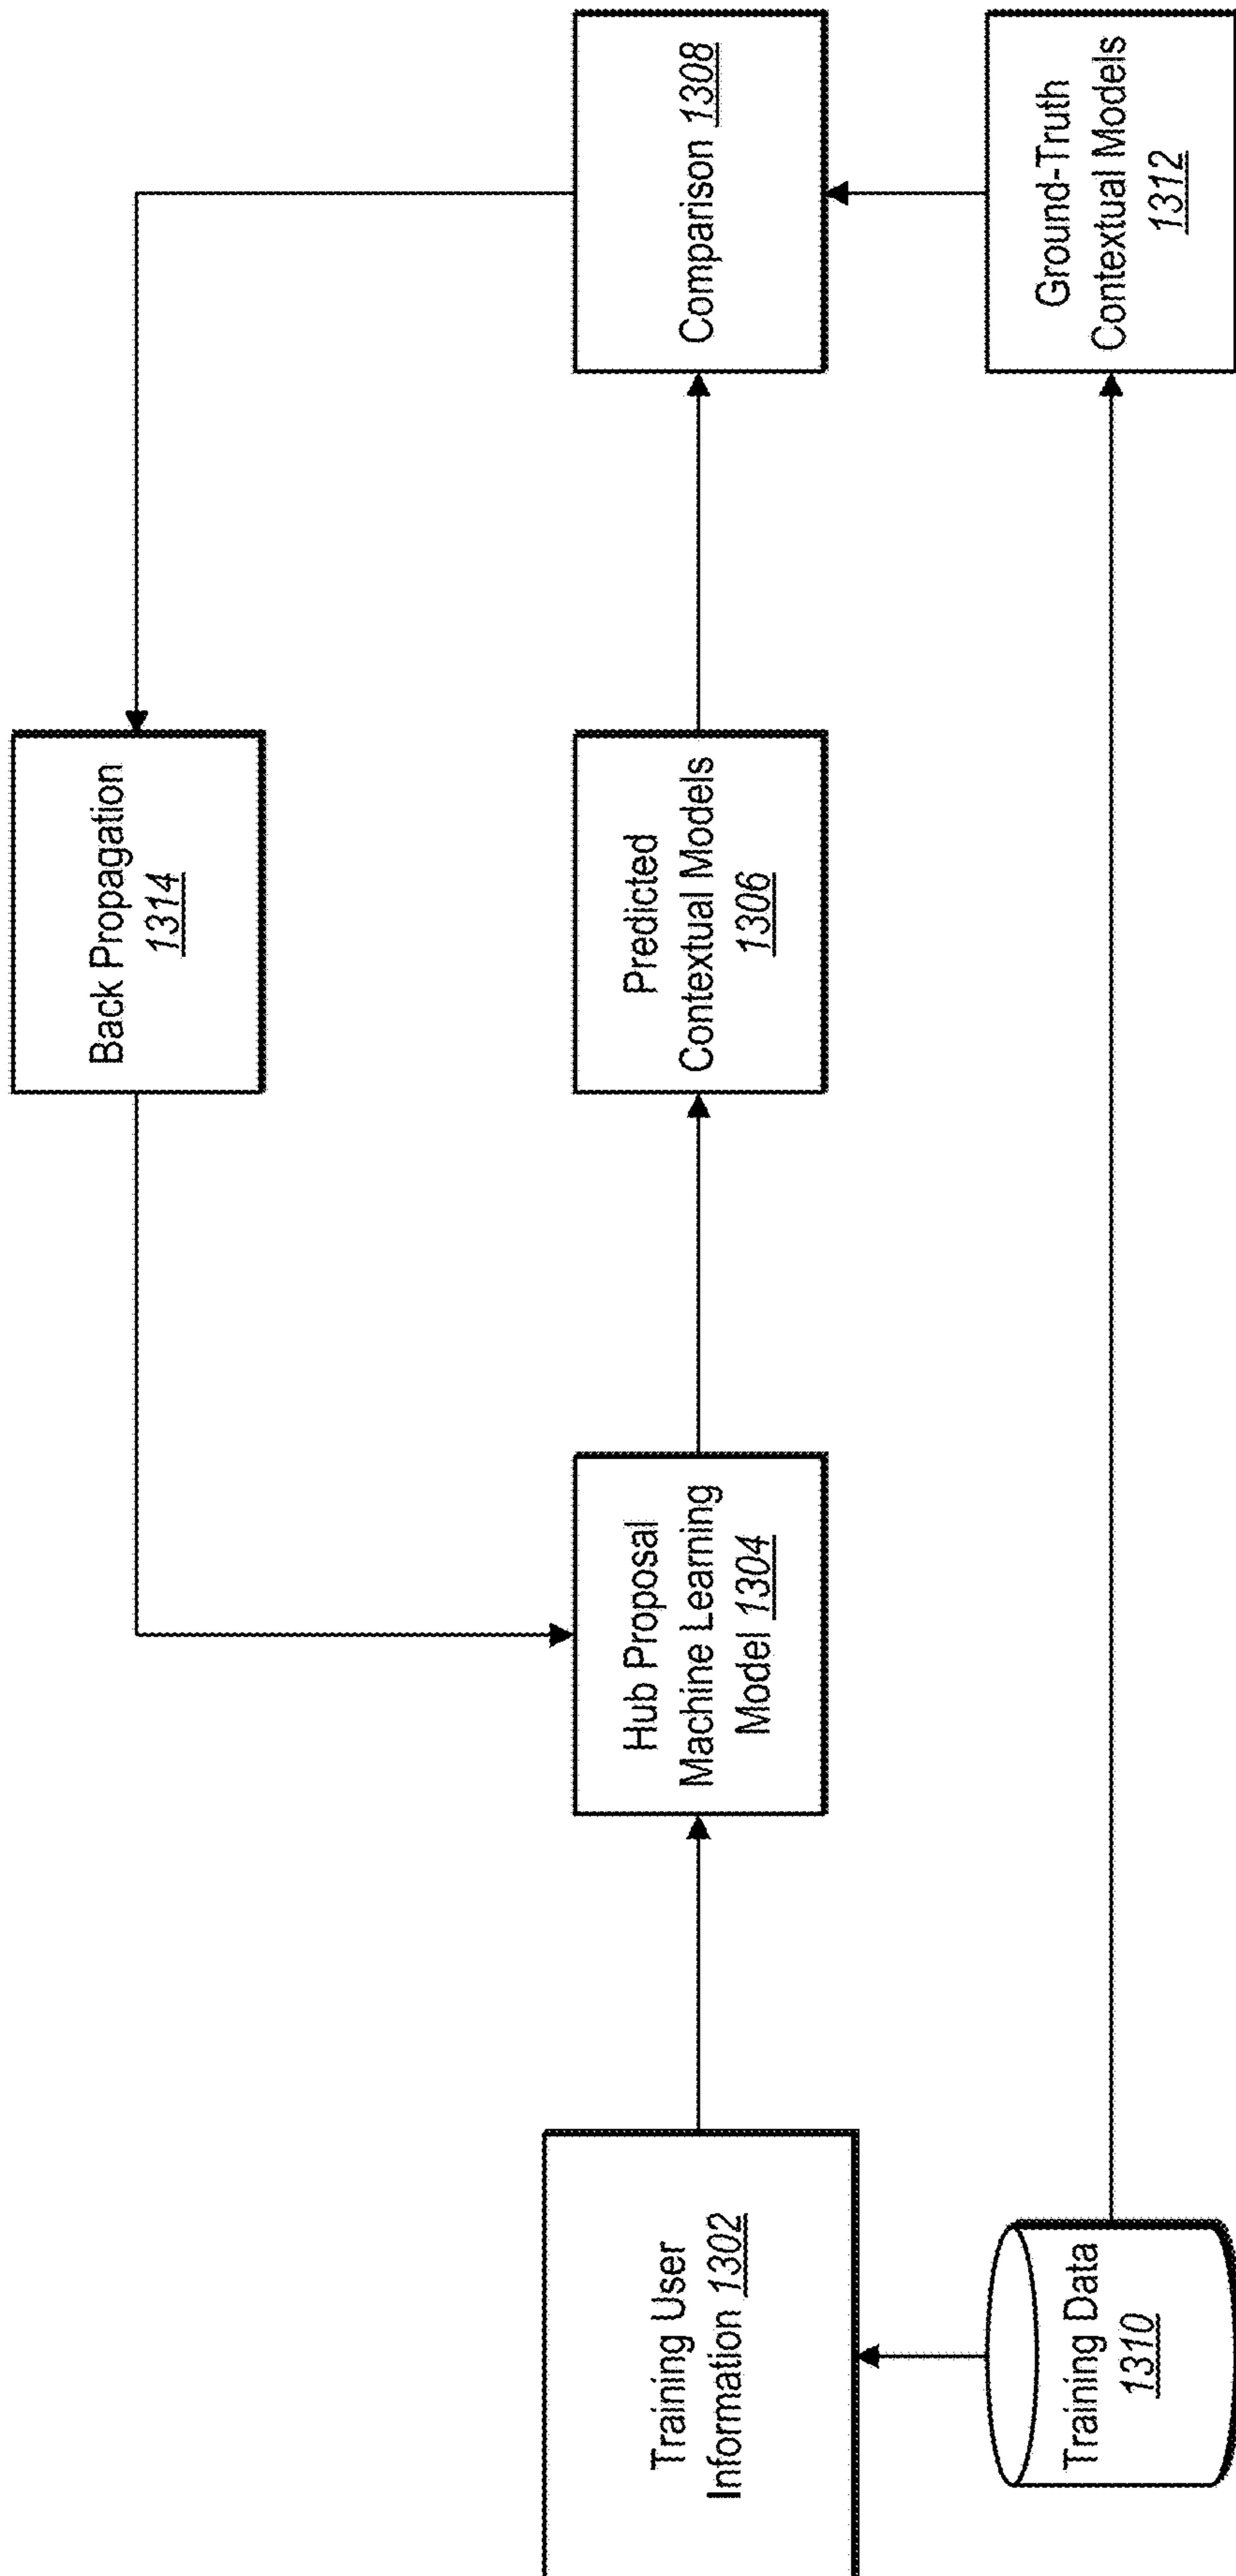 Back Propagation
1314
Training User
Information 1302
Hub Proposal
Machine Learning
Model 1304
Predicted
Contextual Models
1306
Comparison 1308
Training Data
1310
Ground-Truth
Contextual Models
1312